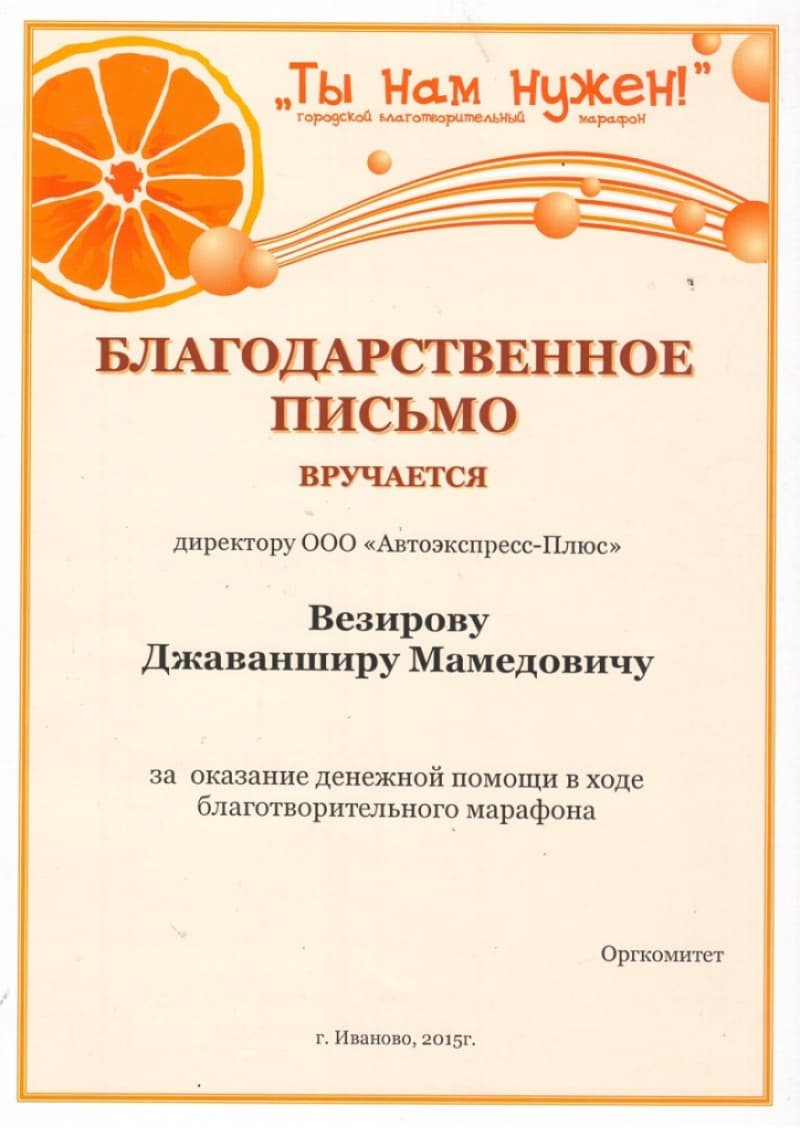 „Ты нам нужен!”
городской благотворительный марафон
БЛАГОДАРСТВЕННОЕ
ПИСЬМО
ВРУЧАЕТСЯ
директору ООО «Автоэкспресс-Плюс»
Везирову
Джаванширу Мамедовичу
за оказание денежной помощи в ходе
благотворительного марафона
Оргкомитет
г. Иваново, 2015г.